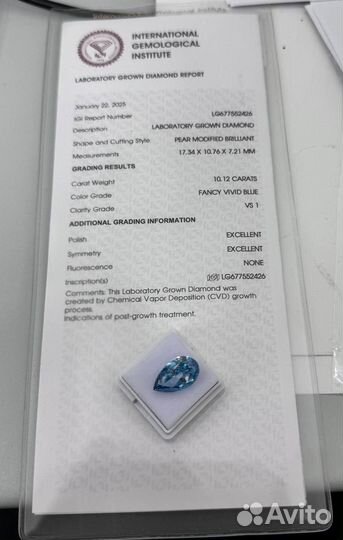 INTERNATIONAL
GEMOLOGICAL
INSTITUTE
LABORATORY GROWN DIAMOND REPORT
January 22, 2025
IGI Report Number LG677552426
Description LABORATORY GROWN DIAMOND
Shape and Cutting Style PEAR MODIFIED BRILLIANT
Measurements 17.34 X 10.76 X 7.21 MM
GRADING RESULTS
Carat Weight 10.12 CARATS
Color Grade FANCY VIVID BLUE
Clarity Grade VS 1
ADDITIONAL GRADING INFORMATION
Polish EXCELLENT
Symmetry EXCELLENT
Fluorescence NONE
Inscription(s) LG677552426
Comments: This Laboratory Grown Diamond was
created by Chemical Vapor Deposition (CVD) growth
process.
Indications of post-growth treatment.
Avito